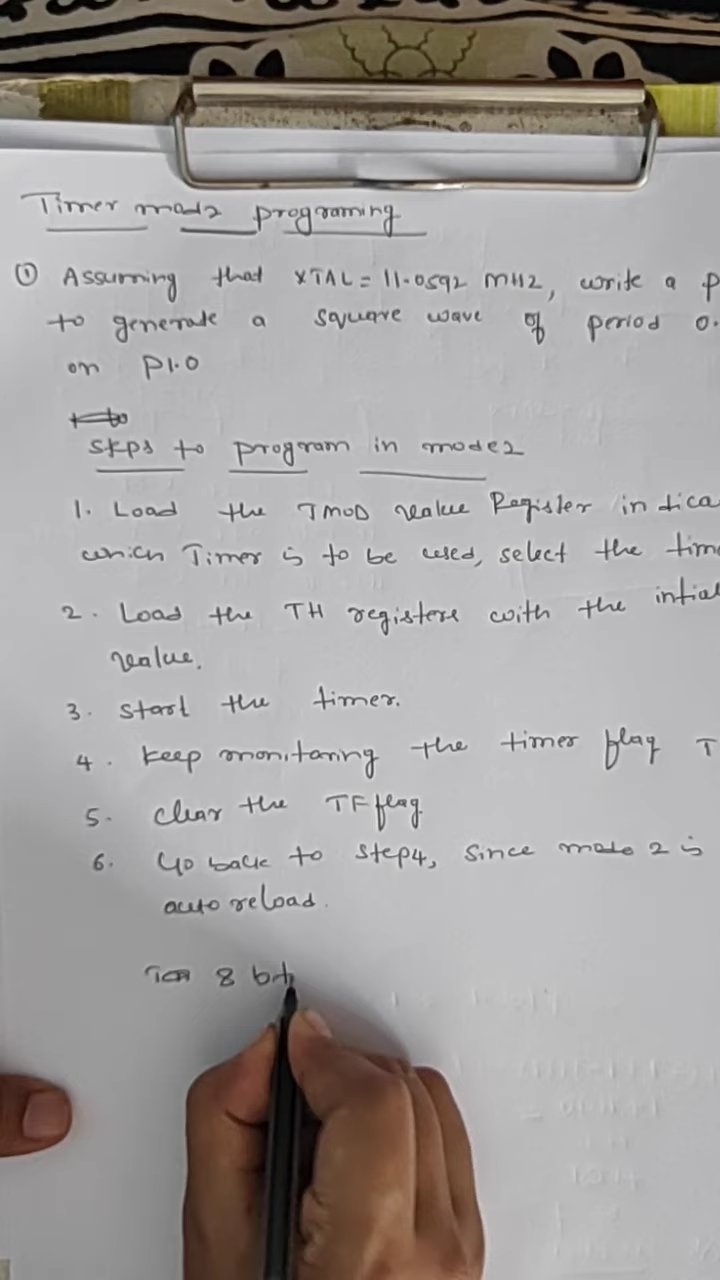 Timer mod2 programing
① Assuming that XTAL = 11.0592 MHZ, write a P
to generate a square wave of period 0.
on P1.0
Steps to program in mode2
1. Load the TMOD value Register indica
which Timer is to be used, select the tim
2. Load the TH registers with the intial
value.
3. start the timer.
4. keep monitoring the timer flag T
5. clear the TF flag
6. Go back to step4, since mode 2 is
auto reload.
8 bit